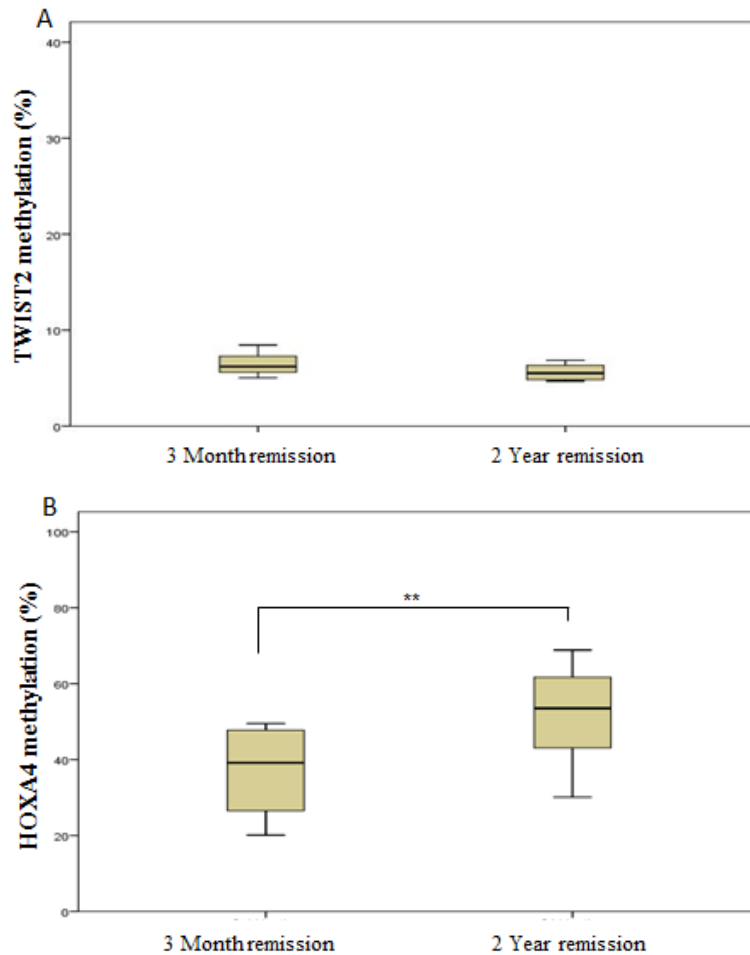 A
TWIST2 methylation (%)
40
30
20
10
0
3 Month remission
2 Year remission
B
HOXA4 methylation (%)
100
80
60
40
20
0
**
3 Month remission
2 Year remission